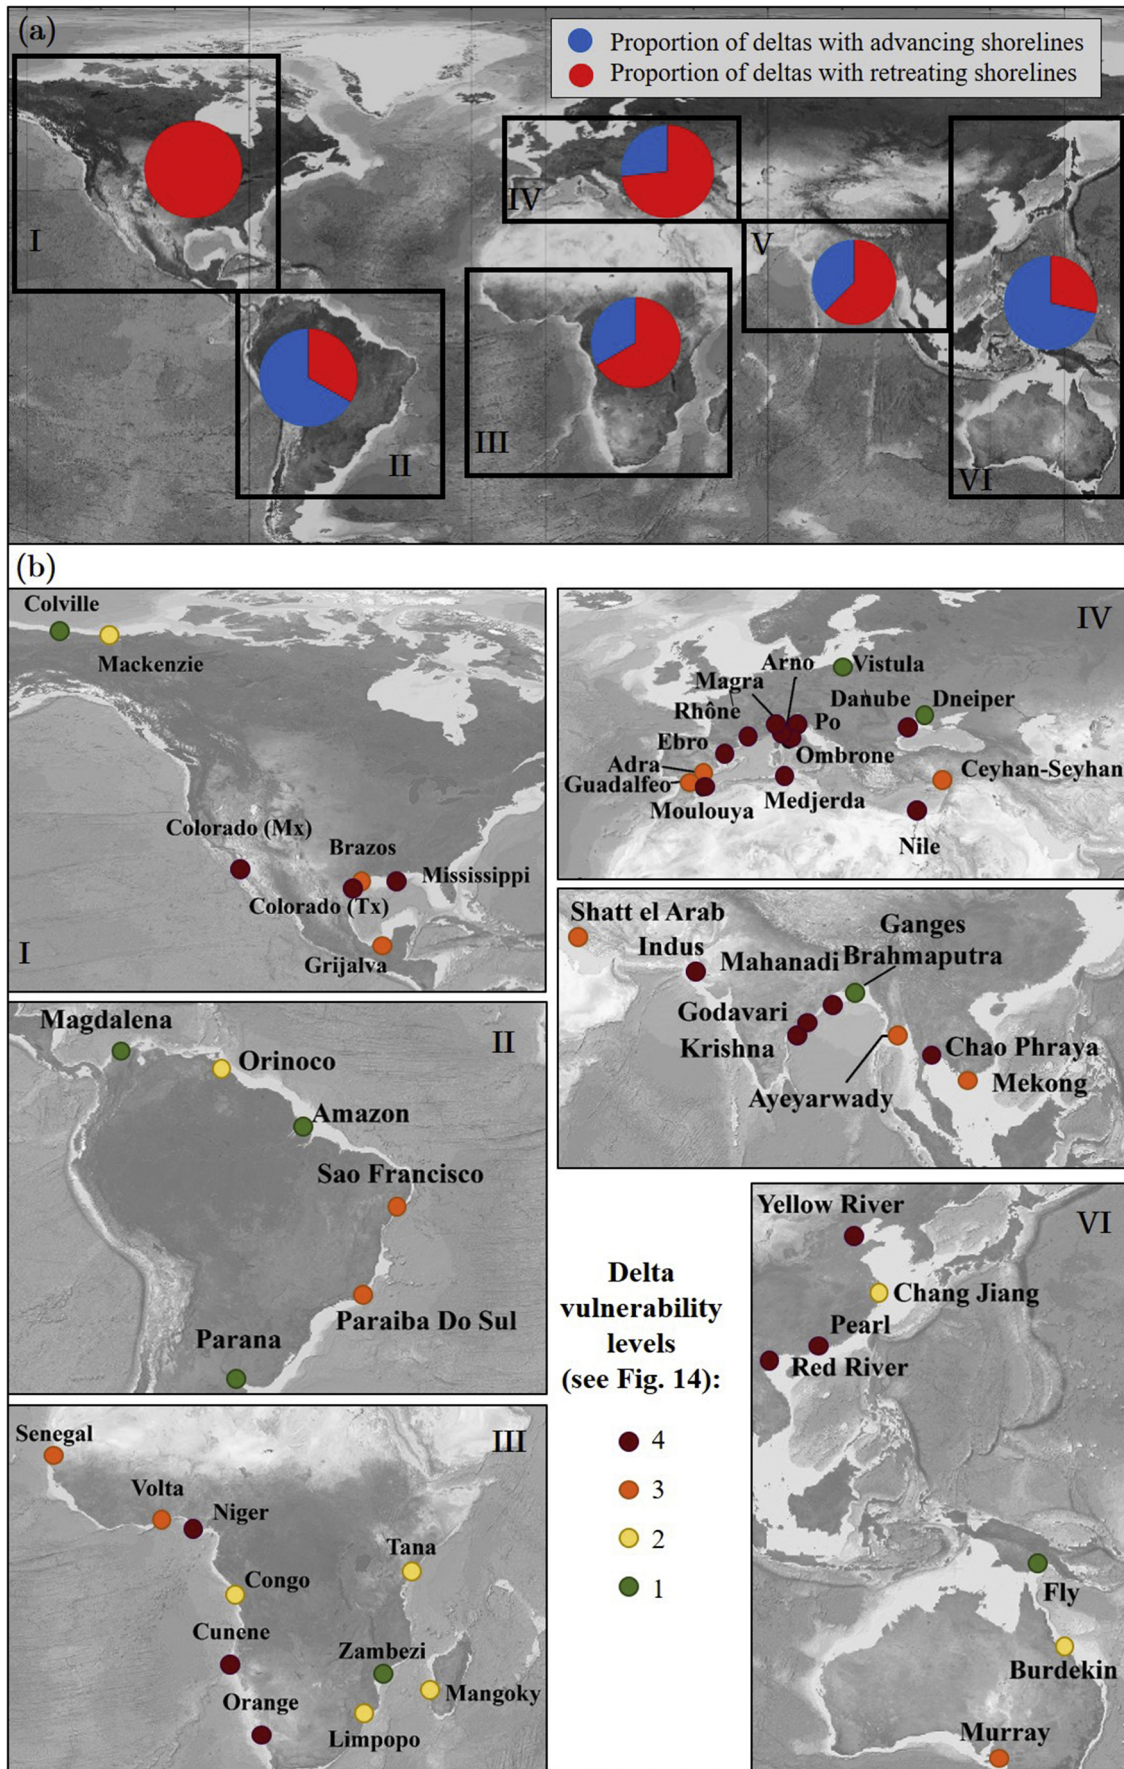 (a)
Proportion of deltas with advancing shorelines
Proportion of deltas with retreating shorelines
I
II
III
IV
V
VI
(b)
Colville
Mackenzie
Colorado (Mx)
Brazos
Mississippi
Colorado (Tx)
Grijalva
I
IV
Arno
Vistula
Magra
Danube
Dneiper
Rhône
Po
Ebro
Ombrone
Adra
Ceyhan-Seyhan
Guadalfeo
Moulouya
Medjerda
Nile
Shatt el Arab
Ganges
Indus
Mahanadi
Brahmaputra
Godavari
Krishna
Chao Phraya
Mekong
Ayeyarwady
Magdalena
II
Orinoco
Amazon
Sao Francisco
Paraiba Do Sul
Parana
Senegal
III
Volta
Niger
Tana
Congo
Cunene
Zambezi
Orange
Mangoky
Limpopo
Delta
vulnerability
levels
(see Fig. 14):
4
3
2
1
Yellow River
VI
Chang Jiang
Pearl
Red River
Fly
Burdekin
Murray